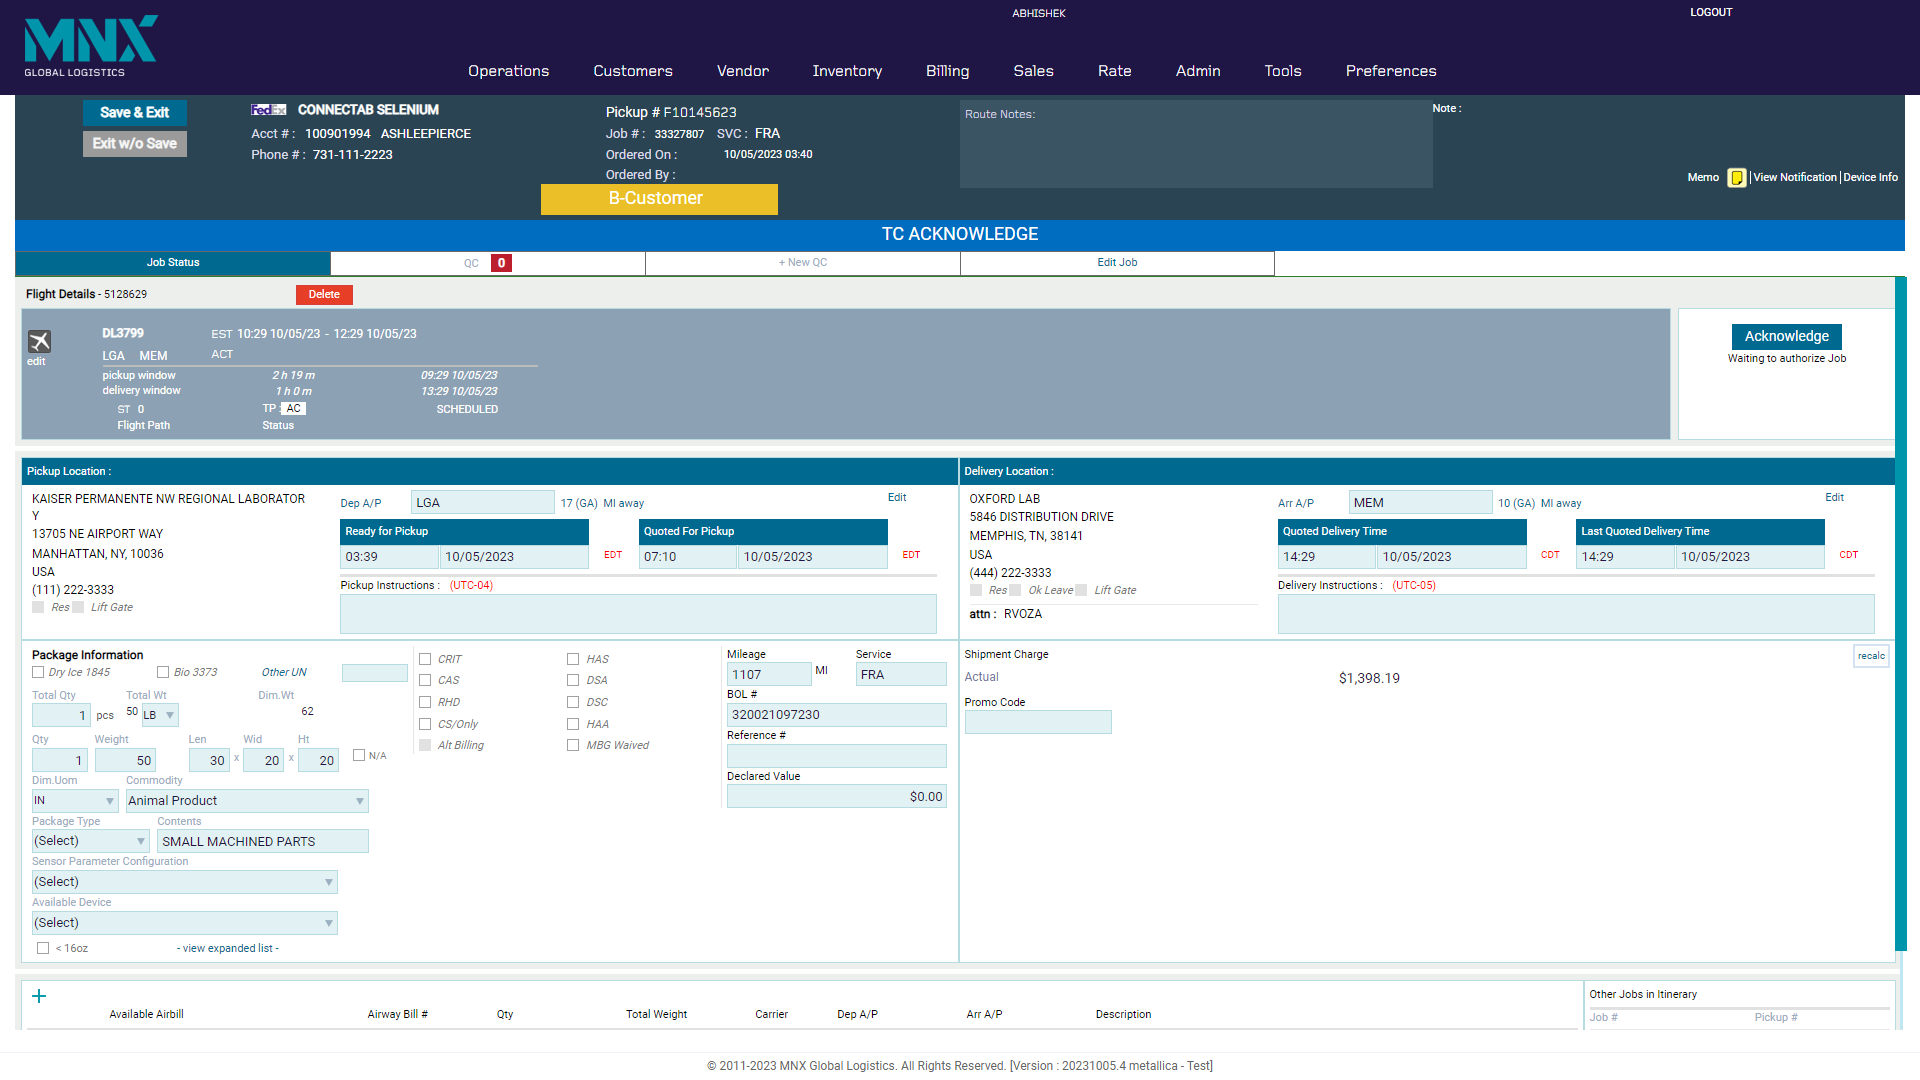 ABHISHEK
LOGOUT
MNX
GLOBAL LOGISTICS
Operations Customers Vendor Inventory Billing Sales Rate Admin Tools Preferences
Save & Exit
Exit w/o Save
FedEx CONNECTAB SELENIUM
Acct # : 100901994 ASHLEEPIERCE
Phone # : 731-111-2223
Pickup # F10145623
Job # : 33327807 SVC : FRA
Ordered On : 10/05/2023 03:40
Ordered By :
B-Customer
Route Notes:
Note :
Memo | View Notification | Device Info
TC ACKNOWLEDGE
Job Status QC 0 + New QC Edit Job
Flight Details - 5128629 Delete
edit
DL3799 EST 10:29 10/05/23 - 12:29 10/05/23
LGA MEM ACT
pickup window 2 h 19 m 09:29 10/05/23
delivery window 1 h 0 m 13:29 10/05/23
ST 0 TP : AC SCHEDULED
Flight Path Status
Acknowledge
Waiting to authorize Job
Pickup Location :
KAISER PERMANENTE NW REGIONAL LABORATOR
Y
13705 NE AIRPORT WAY
MANHATTAN, NY, 10036
USA
(111) 222-3333
Res Lift Gate
Dep A/P LGA 17 (GA) MI away Edit
Ready for Pickup Quoted For Pickup
03:39 10/05/2023 EDT 07:10 10/05/2023 EDT
Pickup Instructions : (UTC-04)
Delivery Location :
OXFORD LAB
5846 DISTRIBUTION DRIVE
MEMPHIS, TN, 38141
USA
(444) 222-3333
Res Ok Leave Lift Gate
attn : RVOZA
Arr A/P MEM 10 (GA) MI away Edit
Quoted Delivery Time Last Quoted Delivery Time
14:29 10/05/2023 CDT 14:29 10/05/2023 CDT
Delivery Instructions : (UTC-05)
Package Information
Dry Ice 1845 Bio 3373 Other UN
Total Qty Total Wt Dim.Wt
1 pcs 50 LB 62
Qty Weight Len Wid Ht
1 50 30 x 20 x 20 N/A
Dim.Uom Commodity
IN Animal Product
Package Type Contents
(Select) SMALL MACHINED PARTS
Sensor Parameter Configuration
(Select)
Available Device
(Select)
< 16oz - view expanded list -
CRIT HAS
CAS DSA
RHD DSC
CS/Only HAA
Alt Billing MBG Waived
Mileage Service
1107 MI FRA
BOL #
320021097230
Reference #
Declared Value
$0.00
Shipment Charge recalc
Actual $1,398.19
Promo Code
+
Available Airbill Airway Bill # Qty Total Weight Carrier Dep A/P Arr A/P Description
Other Jobs in Itinerary
Job # Pickup #
© 2011-2023 MNX Global Logistics. All Rights Reserved. [Version : 20231005.4 metallica - Test]